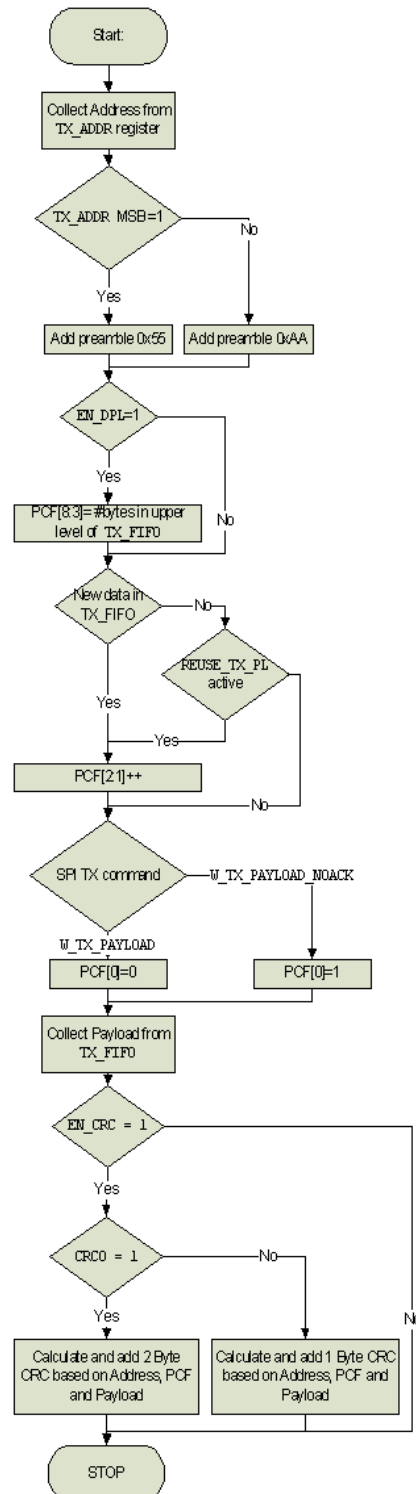 Start:
Collect Address from
TX_ADDR register
TX_ADDR MSB=1
No
Yes
Add preamble 0x55
Add preamble 0xAA
EN_DPL=1
Yes
No
PCF[8:3]= #bytes in upper
level of TX_FIFO
New data in
TX_FIFO
No
REUSE_TX_PL
active
Yes
Yes
PCF[2:1]++
No
SPI TX command
W_TX_PAYLOAD_NOACK
W_TX_PAYLOAD
PCF[0]=0
PCF[0]=1
Collect Payload from
TX_FIFO
EN_CRC = 1
Yes
CRCO = 1
No
Yes
No
Calculate and add 2 Byte
CRC based on Address, PCF
and Payload
Calculate and add 1 Byte CRC
based on Address, PCF and
Payload
STOP